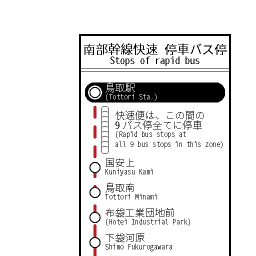 南部幹線快速 停車バス停
Stops of rapid bus
鳥取駅
(Tottori Sta.)
快速便は、この間の
9 バス停全てに停車
(Rapid bus stops at
all 9 bus stops in this zone)
国安上
Kuniyasu Kami
鳥取南
Tottori Minami
布袋工業団地前
(Hotei Industrial Park)
下袋河原
Shimo Fukurogawara